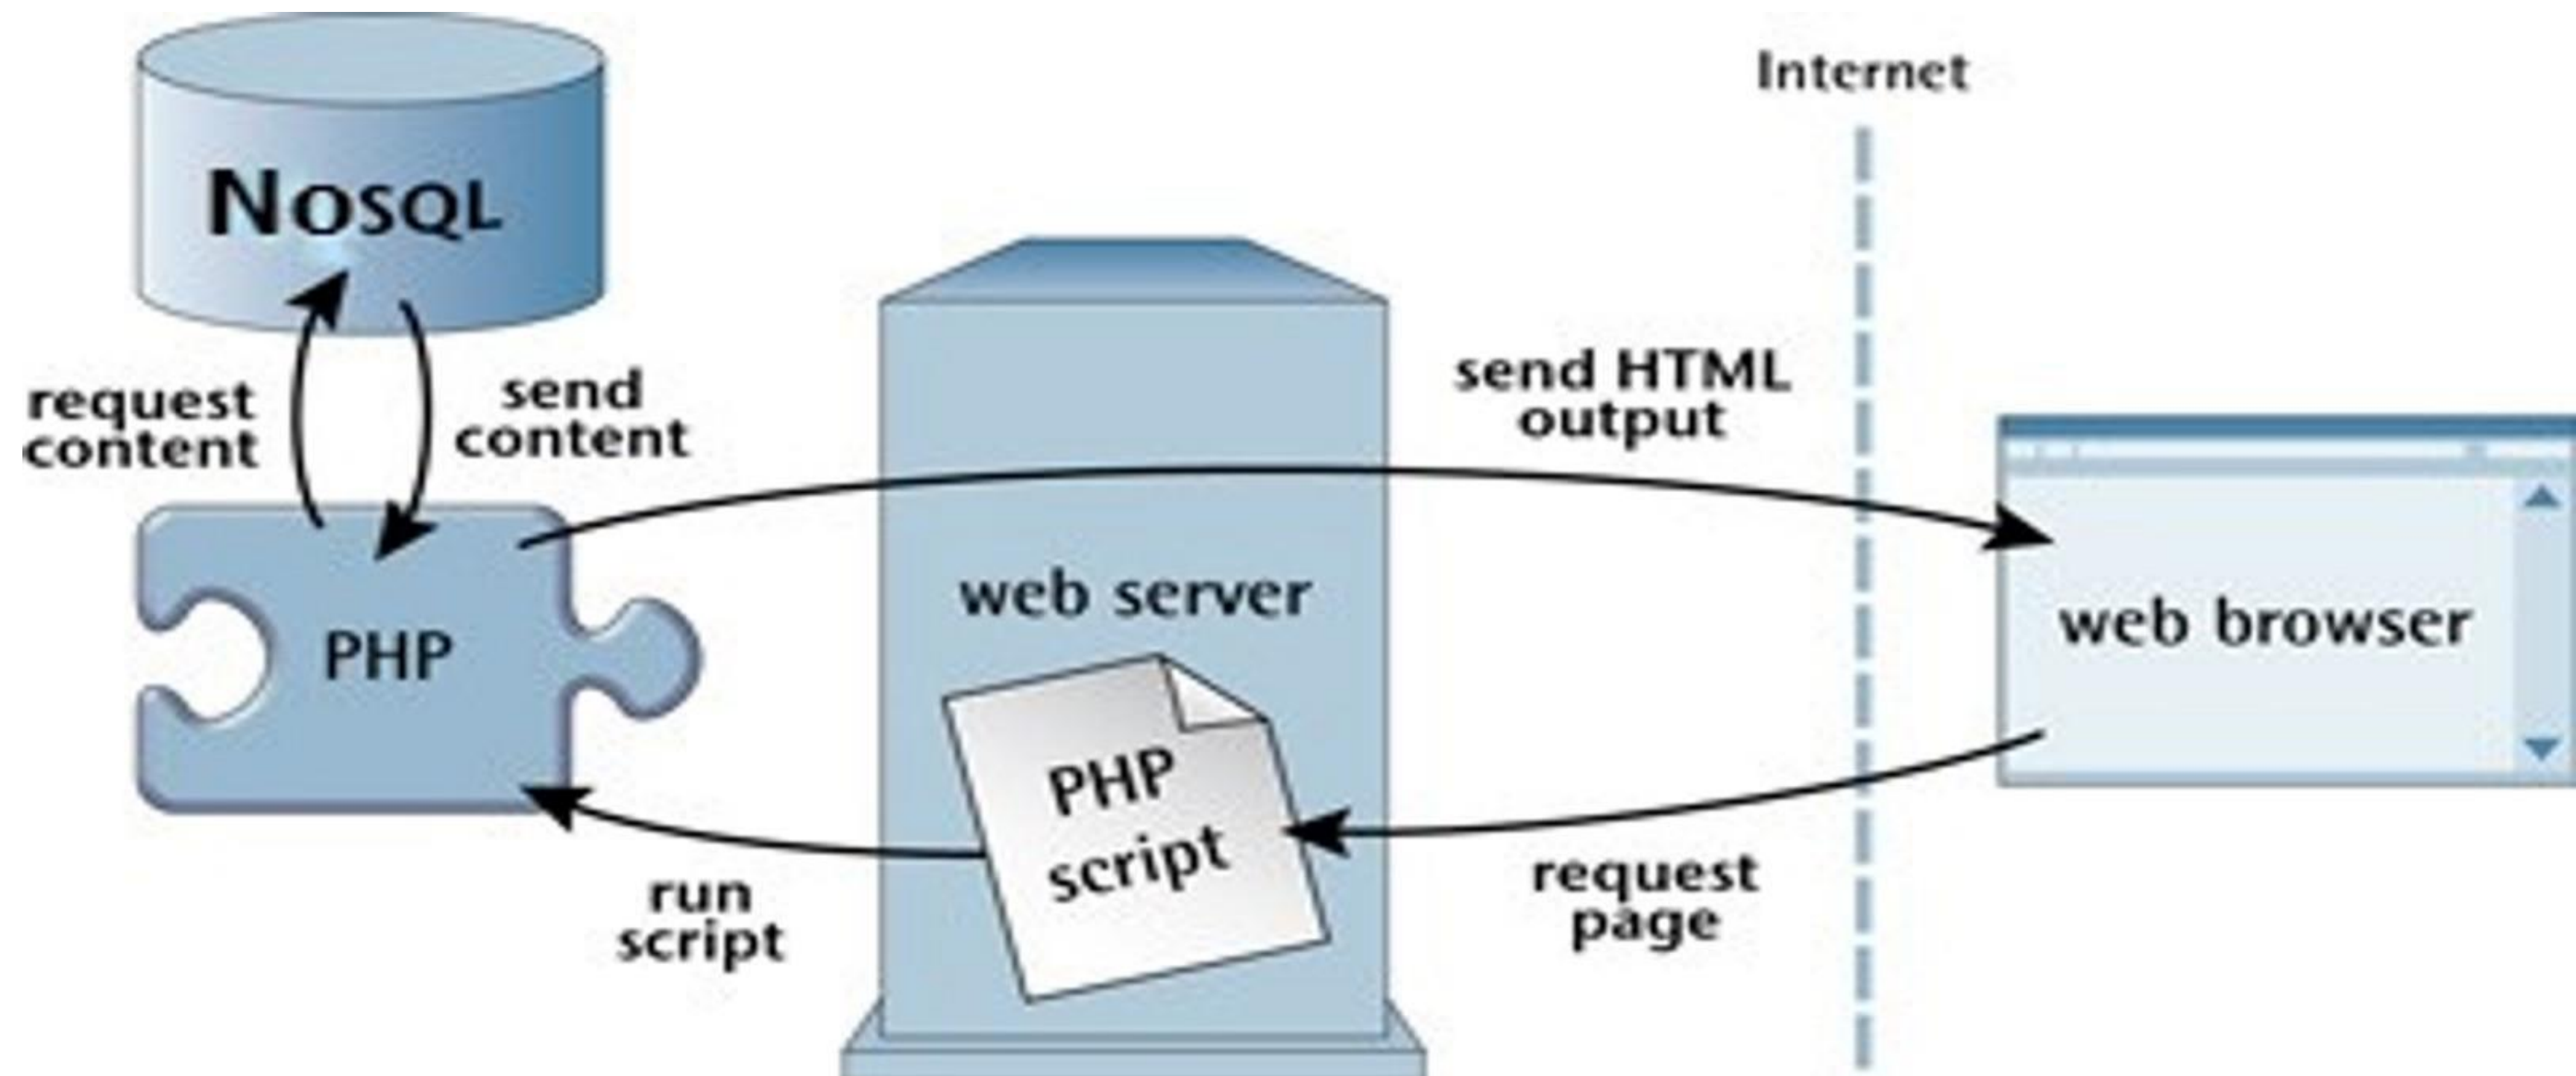 Internet
NoSQL
request
content
send
content
send HTML
output
web server
web browser
PHP
PHP
script
run
script
request
page